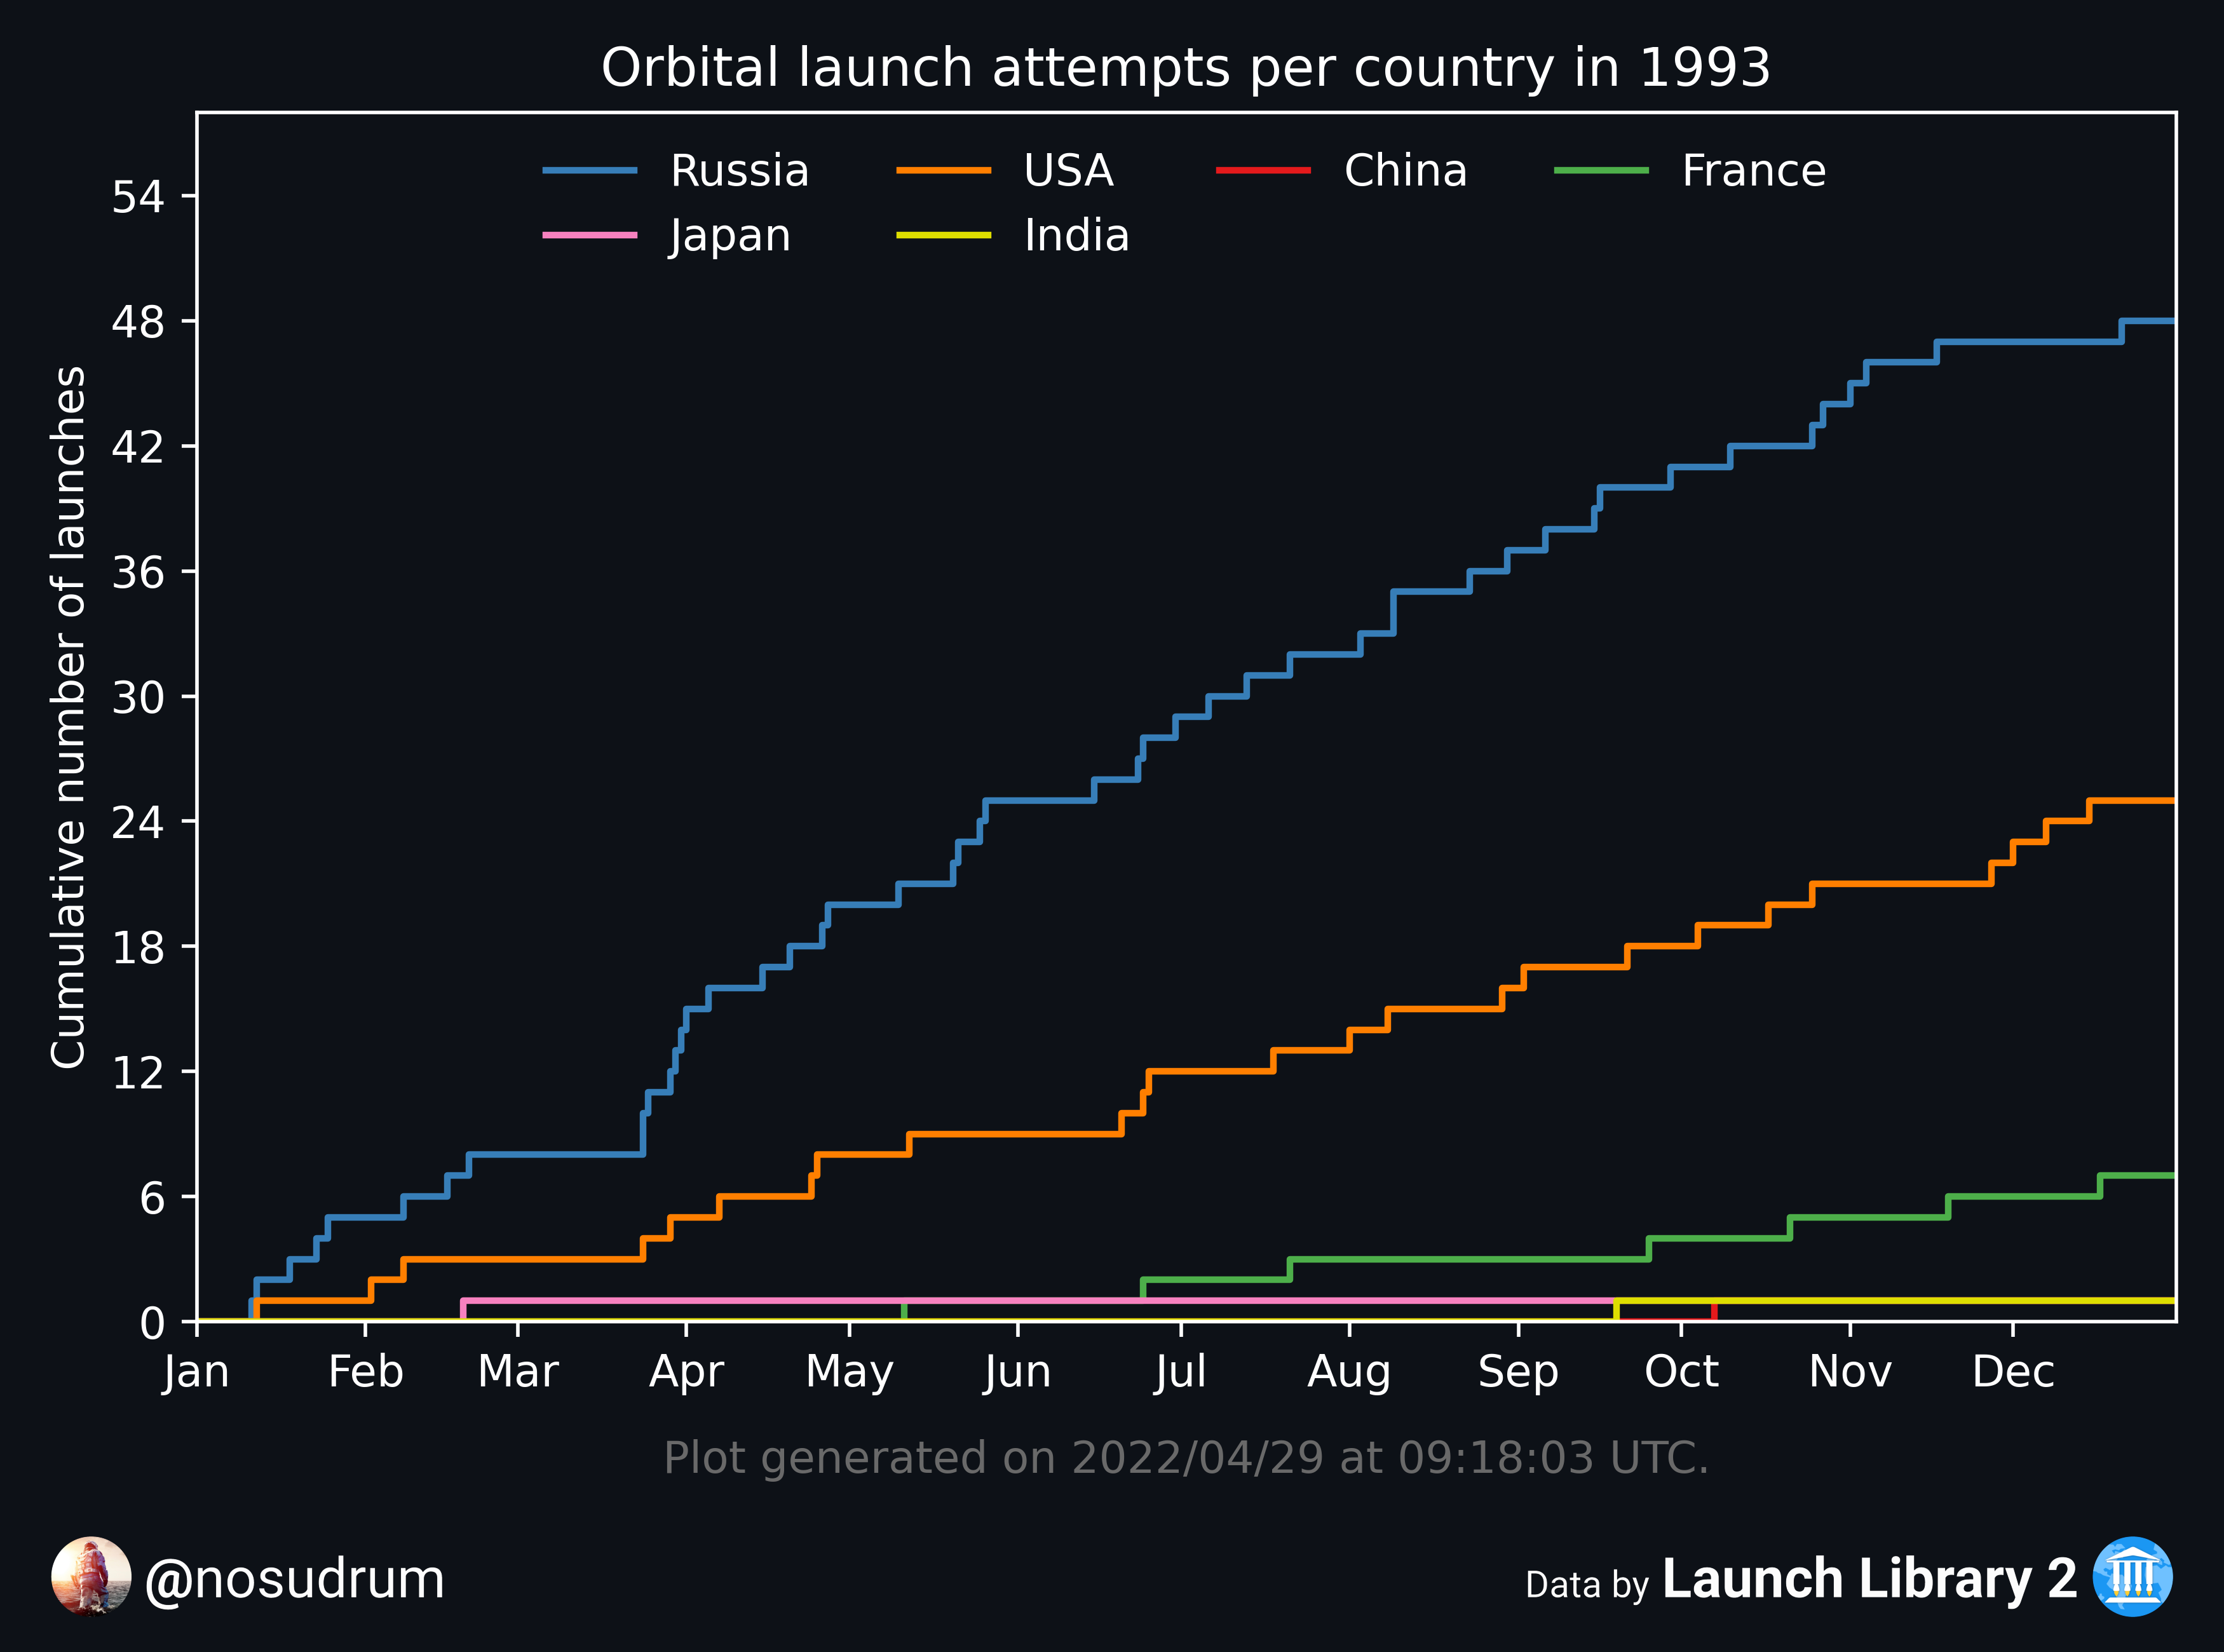 Orbital launch attempts per country in 1993
Russia USA China France
Japan India
Cumulative number of launches
54
48
42
36
30
24
18
12
6
0
Jan Feb Mar Apr May Jun Jul Aug Sep Oct Nov Dec
Plot generated on 2022/04/29 at 09:18:03 UTC.
@nosudrum
Data by Launch Library 2